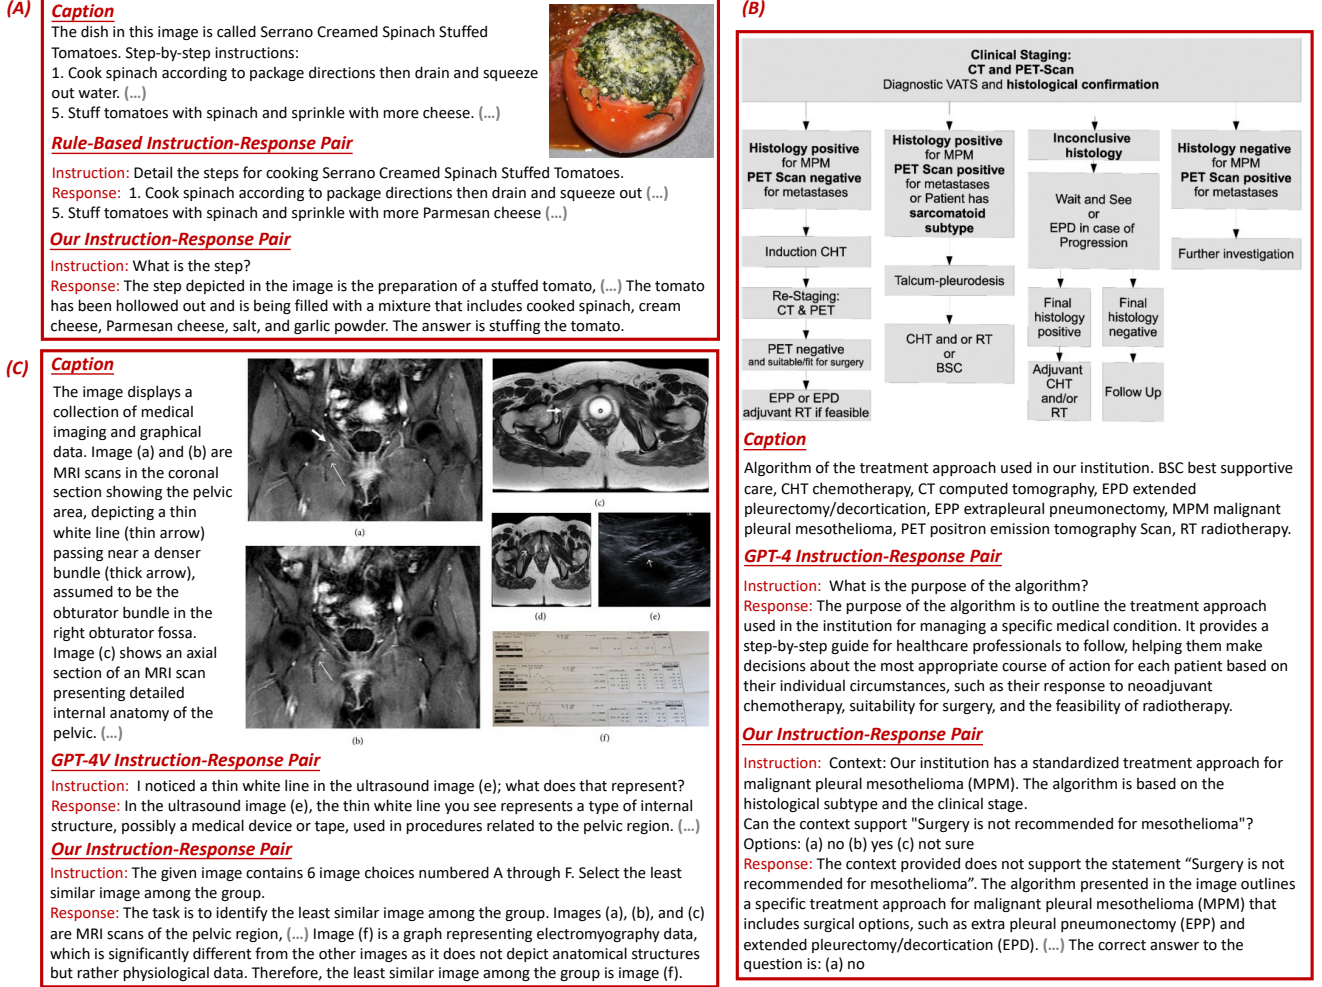 (A)
Caption
The dish in this image is called Serrano Creamed Spinach Stuffed
Tomatoes. Step-by-step instructions:
1. Cook spinach according to package directions then drain and squeeze
out water. (...)
5. Stuff tomatoes with spinach and sprinkle with more cheese. (...)
Rule-Based Instruction-Response Pair
Instruction: Detail the steps for cooking Serrano Creamed Spinach Stuffed Tomatoes.
Response: 1. Cook spinach according to package directions then drain and squeeze out (...)
5. Stuff tomatoes with spinach and sprinkle with more Parmesan cheese (...)
Our Instruction-Response Pair
Instruction: What is the step?
Response: The step depicted in the image is the preparation of a stuffed tomato, (...) The tomato
has been hollowed out and is being filled with a mixture that includes cooked spinach, cream
cheese, Parmesan cheese, salt, and garlic powder. The answer is stuffing the tomato.
(B)
Clinical Staging:
CT and PET-Scan
Diagnostic VATS and histological confirmation
Histology positive
for MPM
PET Scan negative
for metastases
Induction CHT
Re-Staging:
CT & PET
PET negative
and suitable/fit for surgery
EPP or EPD
adjuvant RT if feasible
Histology positive
for MPM
PET Scan positive
for metastases
or Patient has
sarcomatoid
subtype
Talcum-pleurodesis
CHT and or RT
or
BSC
Inconclusive
histology
Wait and See
or
EPD in case of
Progression
Final
histology
positive
Adjuvant
CHT
and/or
RT
Final
histology
negative
Follow Up
Histology negative
for MPM
PET Scan positive
for metastases
Further investigation
Caption
Algorithm of the treatment approach used in our institution. BSC best supportive
care, CHT chemotherapy, CT computed tomography, EPD extended
pleurectomy/decortication, EPP extrapleural pneumonectomy, MPM malignant
pleural mesothelioma, PET positron emission tomography Scan, RT radiotherapy.
GPT-4 Instruction-Response Pair
Instruction: What is the purpose of the algorithm?
Response: The purpose of the algorithm is to outline the treatment approach
used in the institution for managing a specific medical condition. It provides a
step-by-step guide for healthcare professionals to follow, helping them make
decisions about the most appropriate course of action for each patient based on
their individual circumstances, such as their response to neoadjuvant
chemotherapy, suitability for surgery, and the feasibility of radiotherapy.
Our Instruction-Response Pair
Instruction: Context: Our institution has a standardized treatment approach for
malignant pleural mesothelioma (MPM). The algorithm is based on the
histological subtype and the clinical stage.
Can the context support "Surgery is not recommended for mesothelioma"?
Options: (a) no (b) yes (c) not sure
Response: The context provided does not support the statement “Surgery is not
recommended for mesothelioma”. The algorithm presented in the image outlines
a specific treatment approach for malignant pleural mesothelioma (MPM) that
includes surgical options, such as extra pleural pneumonectomy (EPP) and
extended pleurectomy/decortication (EPD). (...) The correct answer to the
question is: (a) no
(C)
Caption
The image displays a
collection of medical
imaging and graphical
data. Image (a) and (b) are
MRI scans in the coronal
section showing the pelvic
area, depicting a thin
white line (thin arrow)
passing near a denser
bundle (thick arrow),
assumed to be the
obturator bundle in the
right obturator fossa.
Image (c) shows an axial
section of an MRI scan
presenting detailed
internal anatomy of the
pelvic. (...)
(a)
(b)
(c)
(d)
(e)
(f)
GPT-4V Instruction-Response Pair
Instruction: I noticed a thin white line in the ultrasound image (e); what does that represent?
Response: In the ultrasound image (e), the thin white line you see represents a type of internal
structure, possibly a medical device or tape, used in procedures related to the pelvic region. (...)
Our Instruction-Response Pair
Instruction: The given image contains 6 image choices numbered A through F. Select the least
similar image among the group.
Response: The task is to identify the least similar image among the group. Images (a), (b), and (c)
are MRI scans of the pelvic region, (...) Image (f) is a graph representing electromyography data,
which is significantly different from the other images as it does not depict anatomical structures
but rather physiological data. Therefore, the least similar image among the group is image (f).